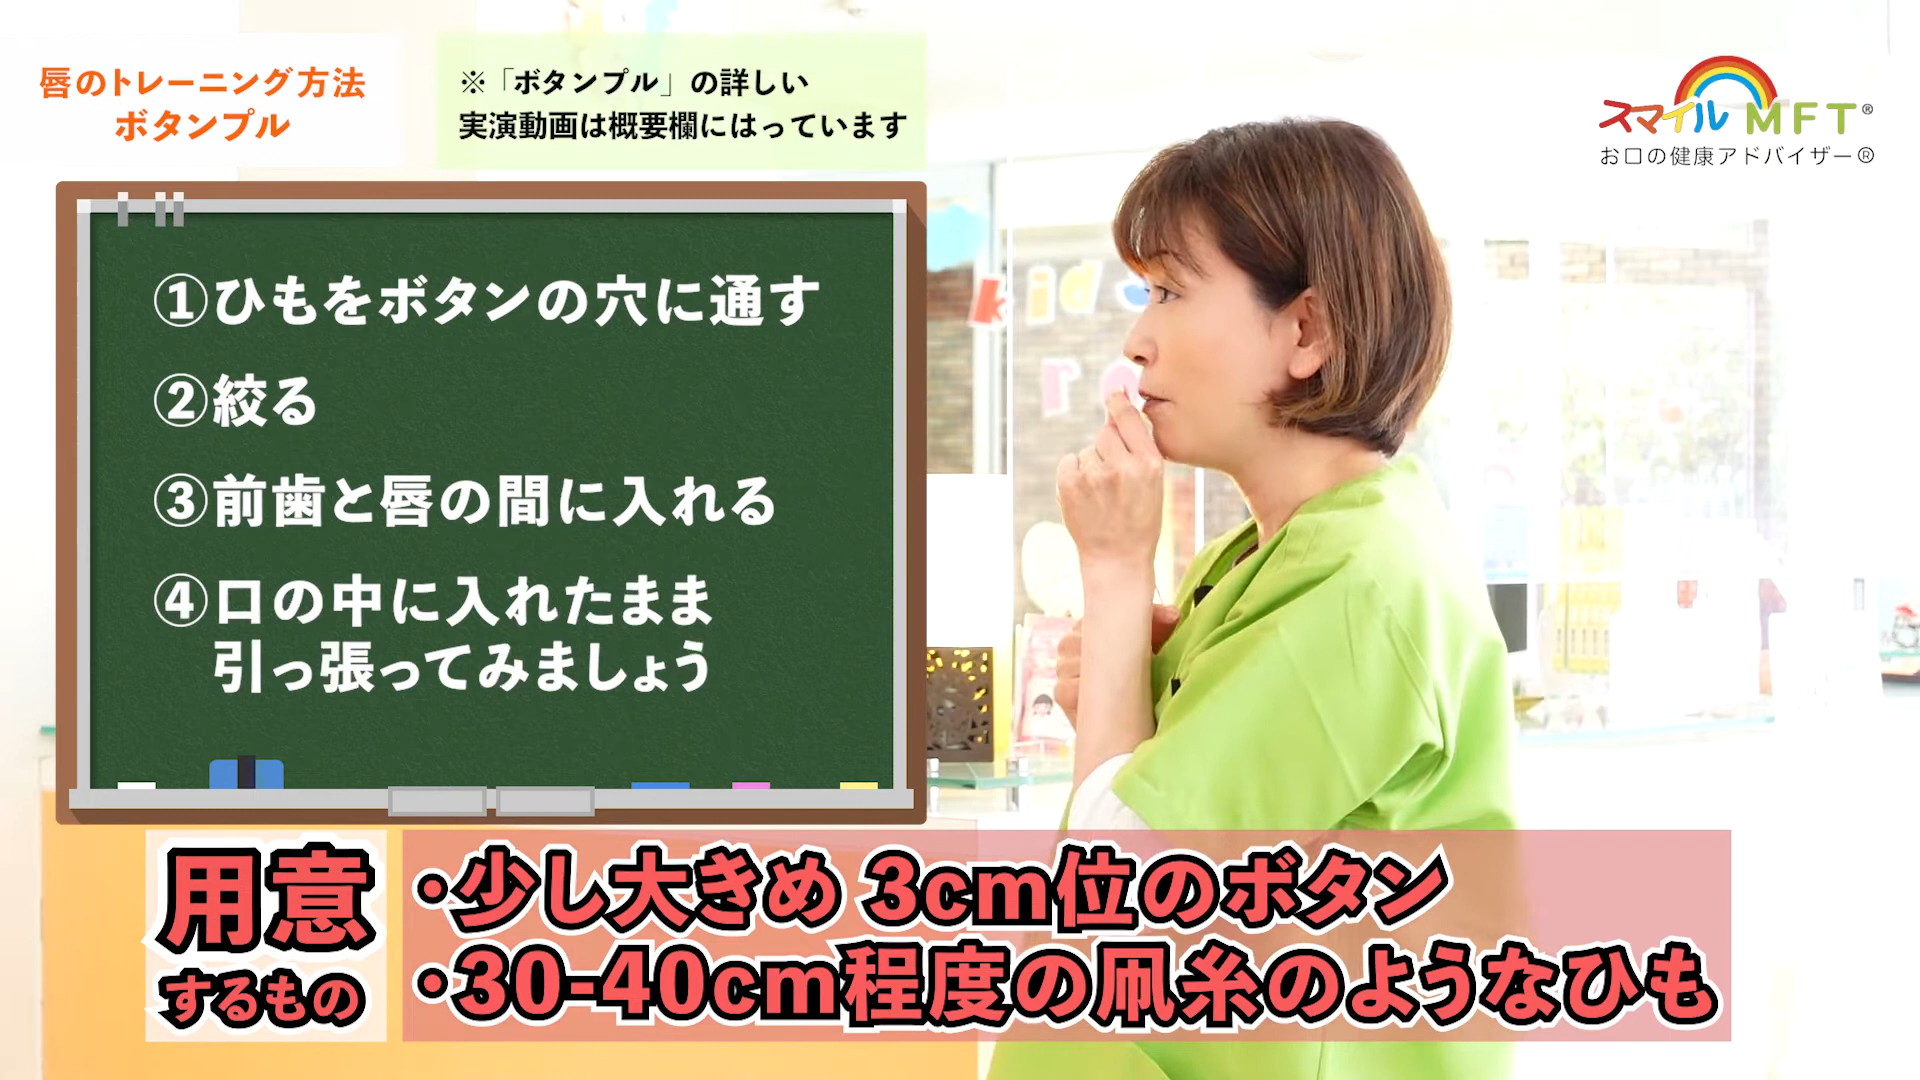 唇のトレーニング方法
ボタンプル
※「ボタンプル」の詳しい
実演動画は概要欄にはっています
スマイルMFT®
お口の健康アドバイザー®
①ひもをボタンの穴に通す
②絞る
③前歯と唇の間に入れる
④口の中に入れたまま
引っ張ってみましょう
kids
用意
するもの
・少し大きめ 3cm位のボタン
・30-40cm程度の凧糸のようなひも